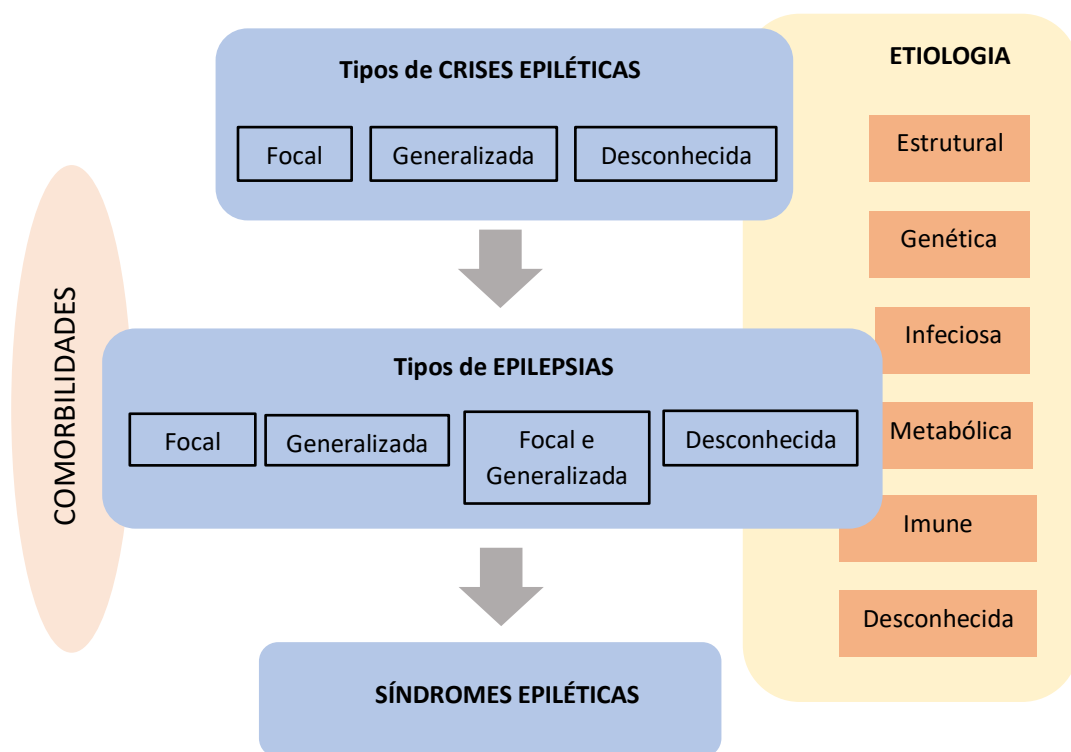 Tipos de CRISES EPILÉTICAS
Focal
Generalizada
Desconhecida
COMORBILIDADES
Tipos de EPILEPSIAS
Focal
Generalizada
Focal e
Generalizada
Desconhecida
SÍNDROMES EPILÉTICAS
ETIOLOGIA
Estrutural
Genética
Infeciosa
Metabólica
Imune
Desconhecida